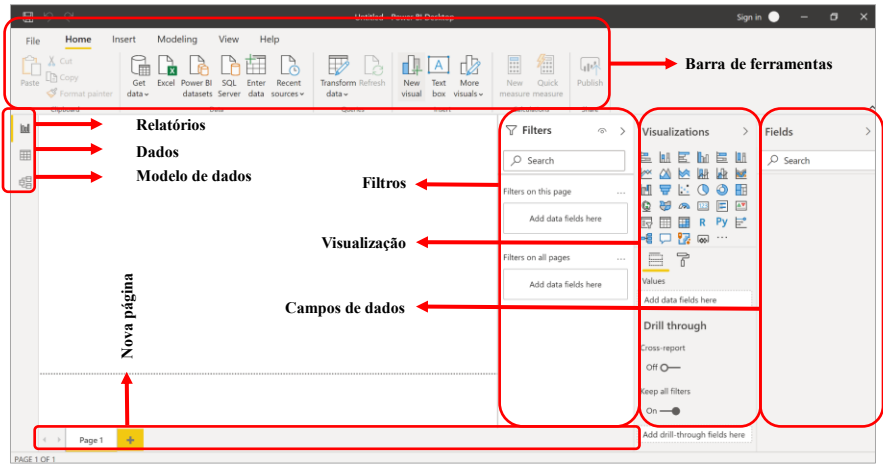 Untitled - Power BI Desktop
Sign in
File Home Insert Modeling View Help
Paste
Cut
Copy
Format painter
Get data
Excel
Power BI datasets
SQL Server
Enter data
Recent sources
Transform data
Refresh
New visual
Text box
More visuals
New measure
Quick measure
Publish
Clipboard
Data
Queries
Insert
Calculations
Share
Barra de ferramentas
Relatórios
Dados
Modelo de dados
Filtros
Visualização
Campos de dados
Nova página
Filters
Search
Filters on this page ...
Add data fields here
Filters on all pages ...
Add data fields here
Visualizations
R Py
...
Values
Add data fields here
Drill through
Cross-report
Off
Keep all filters
On
Add drill-through fields here
Fields
Search
Page 1 +
PAGE 1 OF 1